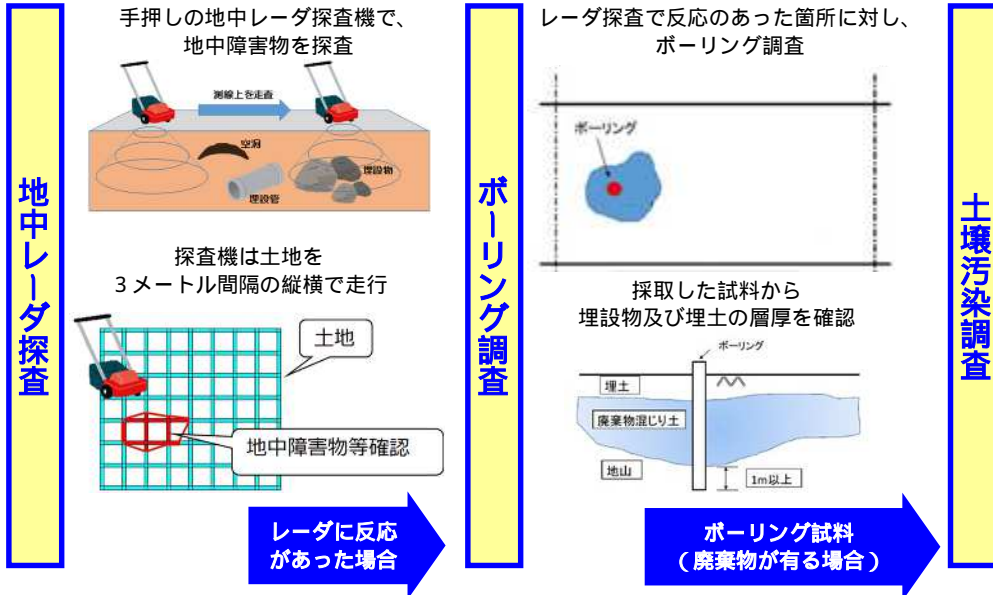 地中レーダ探査
手押しの地中レーダ探査機で、
地中障害物を探査
測線上を走査
空洞
埋設管
埋設物
探査機は土地を
３メートル間隔の縦横で走行
土地
地中障害物等確認
レーダに反応
があった場合
ボーリング調査
レーダ探査で反応のあった箇所に対し、
ボーリング調査
ボーリング
採取した試料から
埋設物及び埋土の層厚を確認
ボーリング
埋土
廃棄物混じり土
地山
1m以上
ボーリング試料
（廃棄物が有る場合）
土壌汚染調査